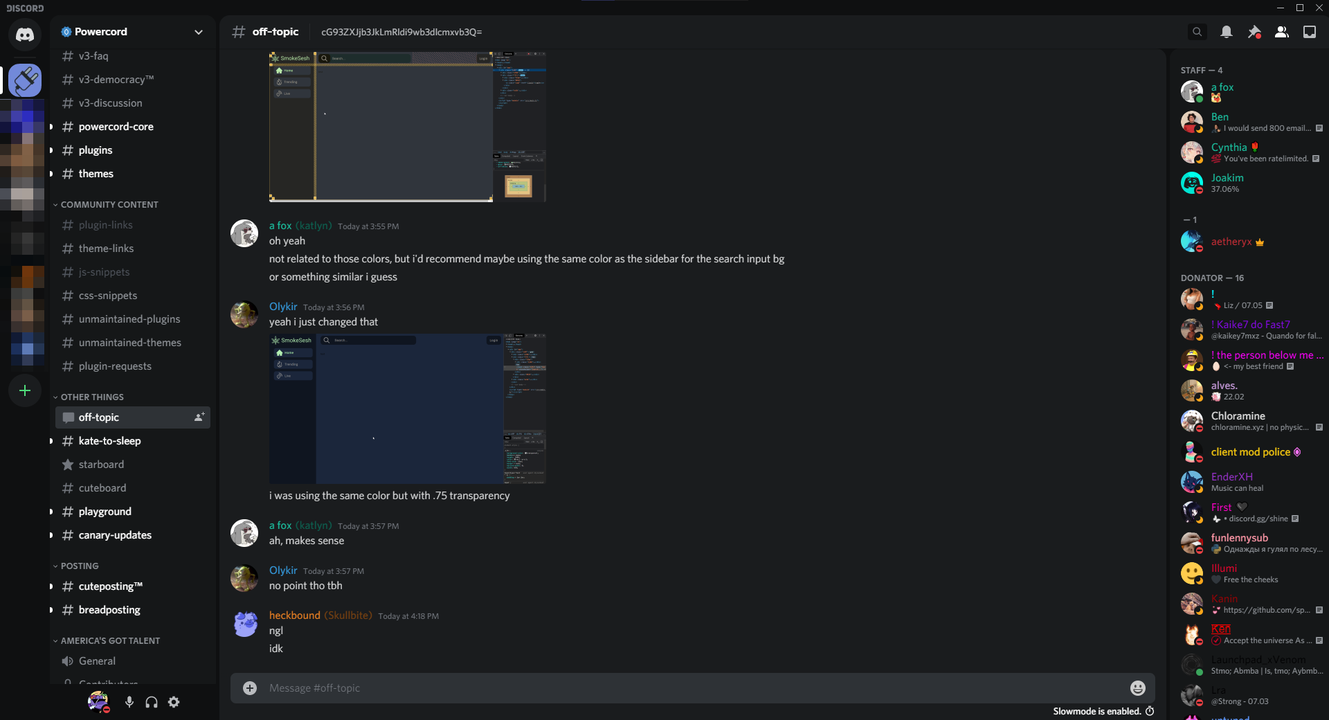 DISCORD
Powercord
v3-faq
v3-democracy™
v3-discussion
powercord-core
plugins
themes
COMMUNITY CONTENT
plugin-links
theme-links
js-snippets
css-snippets
unmaintained-plugins
unmaintained-themes
plugin-requests
OTHER THINGS
off-topic
kate-to-sleep
starboard
cuteboard
playground
canary-updates
POSTING
cuteposting™
breadposting
AMERICA'S GOT TALENT
General
off-topic
SmokeSesh
Search...
Login
Home
Trending
Live
a fox (katlyn) Today at 3:55 PM
oh yeah
not related to those colors, but i'd recommend maybe using the same color as the sidebar for the search input bg
or something similar i guess
Olykir Today at 3:56 PM
yeah i just changed that
SmokeSesh
Search...
Login
Home
Trending
Live
i was using the same color but with .75 transparency
a fox (katlyn) Today at 3:57 PM
ah, makes sense
Olykir Today at 3:57 PM
no point tho tbh
heckbound (Skullbite) Today at 4:18 PM
ngl
idk
Message #off-topic
Slowmode is enabled.
STAFF — 4
a fox
Ben
I would send 800 email...
Cynthia
You've been ratelimited.
Joakim
37.06%
— 1
aetheryx
DONATOR — 16
!
Liz / 07.05
! Kaike7 do Fast7
@kaikey7mxz - Quando for fal...
! the person below me ...
<- my best friend
alves.
22.02
Chloramine
chloramine.xyz | no physic...
client mod police
EnderXH
Music can heal
First
• discord.gg/shine
funlennysub
Однажды я гулял по лесу...
Illumi
Free the cheeks
Kanin
https://github.com/sp...
Ken
Accept the universe As ...
Launchpad_xVenom
Stmo; Abmba | Is, tmo; Aybmb...
Lra
@Strong - 07.03